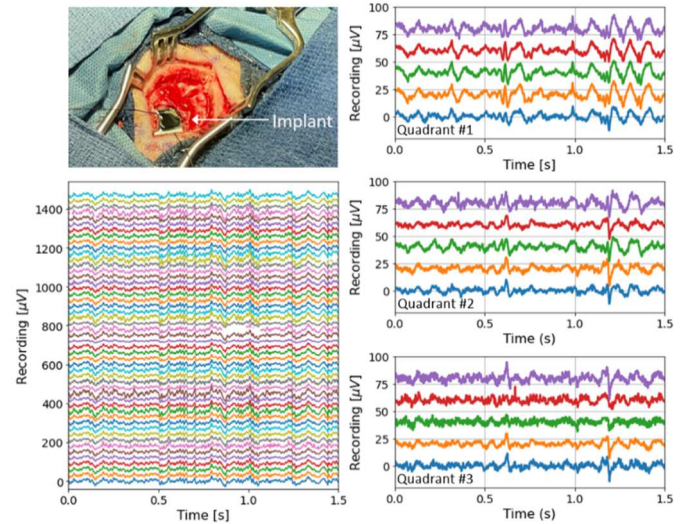 Implant
Recording [µV]
1400
1200
1000
800
600
400
200
0
0.0 0.5 1.0 1.5
Time [s]
Recording [µV]
100
75
50
25
0
Quadrant #1
0.0 0.5 1.0 1.5
Time [s]
Recording [µV]
100
75
50
25
0
Quadrant #2
0.0 0.5 1.0 1.5
Time (s)
Recording [µV]
100
75
50
25
0
Quadrant #3
0.0 0.5 1.0 1.5
Time (s)